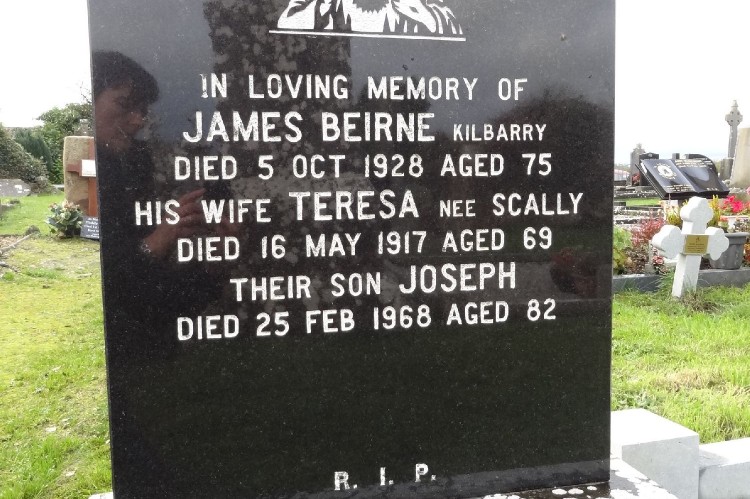 IN LOVING MEMORY OF
JAMES BEIRNE KILBARRY
DIED 5 OCT 1928 AGED 75
HIS WIFE TERESA NEE SCALLY
DIED 16 MAY 1917 AGED 69
THEIR SON JOSEPH
DIED 25 FEB 1968 AGED 82
R. I. P.